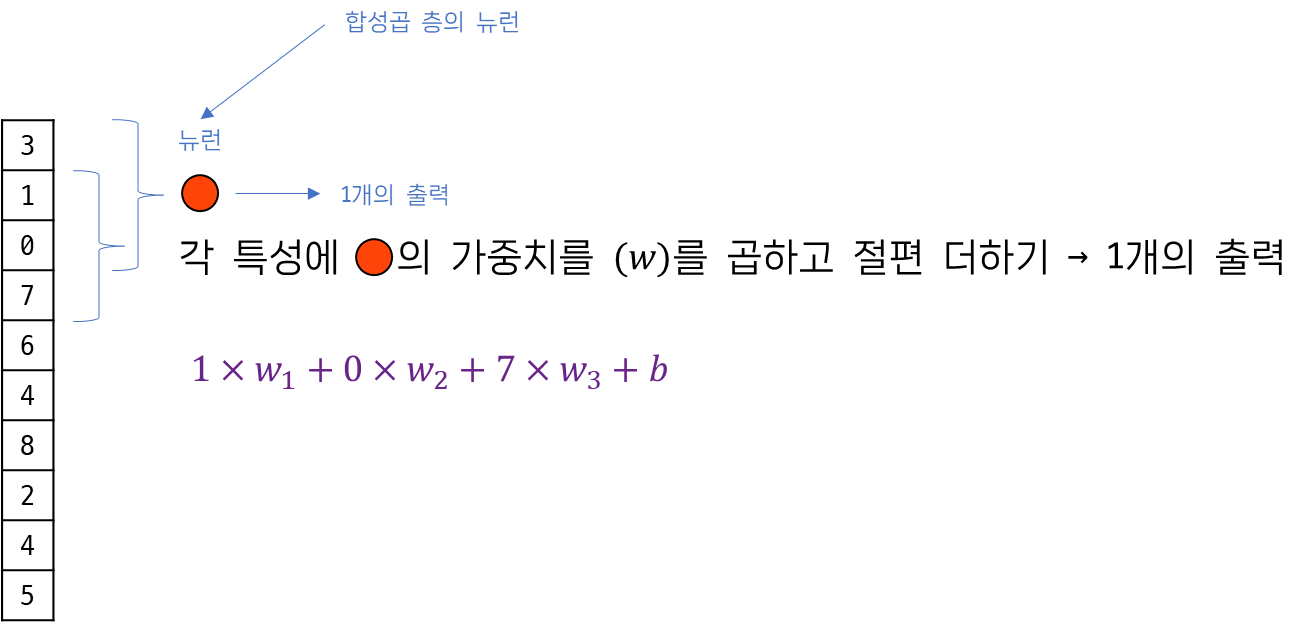 합성곱 층의 뉴런
뉴런
1개의 출력
각 특성에 의 가중치를 (w)를 곱하고 절편 더하기 → 1개의 출력
1 × w₁ + 0 × w₂ + 7 × w₃ + b
3
1
0
7
6
4
8
2
4
5